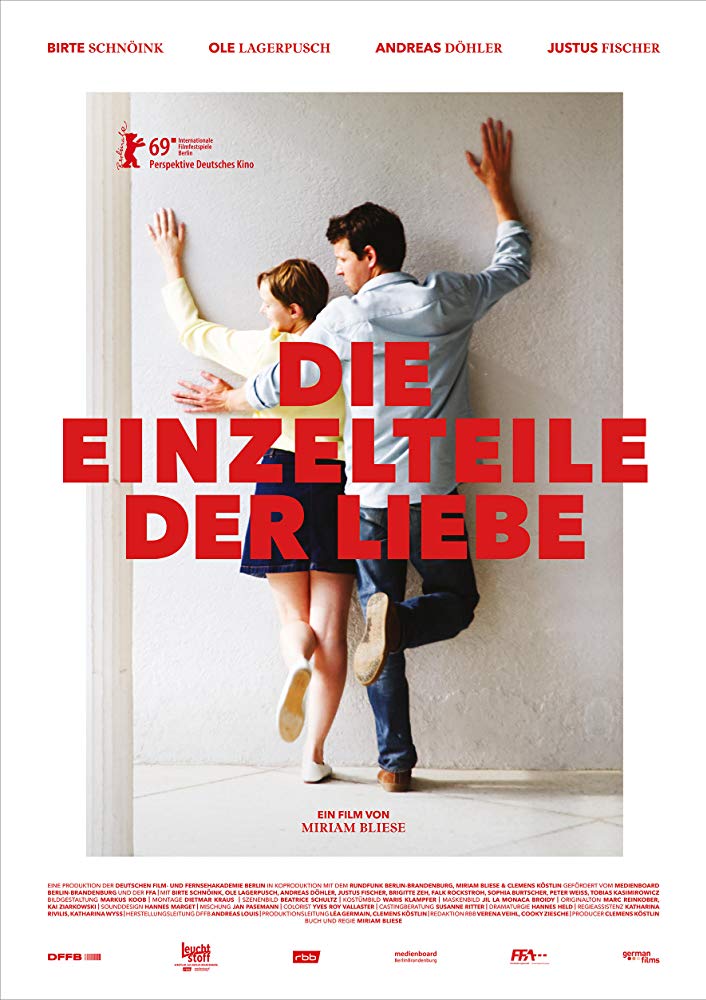 BIRTE SCHNÖINK OLE LAGERPUSCH ANDREAS DÖHLER JUSTUS FISCHER
Berlinale
69 Internationale
Filmfestspiele
Berlin
Perspektive Deutsches Kino
DIE
EINZELTEILE
DER LIEBE
EIN FILM VON
MIRIAM BLIESE
EINE PRODUKTION DER DEUTSCHEN FILM- UND FERNSEHAKADEMIE BERLIN IN KOPRODUKTION MIT DEM RUNDFUNK BERLIN-BRANDENBURG, MIRIAM BLIESE & CLEMENS KÖSTLIN GEFÖRDERT VOM MEDIENBOARD
BERLIN-BRANDENBURG UND DER FFA | MIT BIRTE SCHNÖINK, OLE LAGERPUSCH, ANDREAS DÖHLER, JUSTUS FISCHER, BRIGITTE ZEH, FALK ROCKSTROH, SOPHIA BURTSCHER, PETER WEISS, TOBIAS KASIMIROWICZ
BILDGESTALTUNG MARKUS KOOB | MONTAGE DIETMAR KRAUS | SZENENBILD BEATRICE SCHULTZ | KOSTÜMBILD WARIS KLAMPFER | MASKENBILD JIL LA MONACA BROIDY | ORIGINALTON MARC REINKOBER,
KAI ZIARKOWSKI | SOUNDDESIGN HANNES MARGET | MISCHUNG JAN PASEMANN | COLORIST YVES ROY VALLASTER | CASTINGBERATUNG SUSANNE RITTER | DRAMATURGIE HANNES HELD | REGIEASSISTENZ KATHARINA
RIVILIS, KATHARINA WYSS | HERSTELLUNGSLEITUNG DFFB ANDREAS LOUIS | PRODUKTIONSLEITUNG LÉA GERMAIN, CLEMENS KÖSTLIN | REDAKTION RBB VERENA VEIHL, COOKY ZIESCHE | PRODUCER CLEMENS KÖSTLIN
BUCH UND REGIE MIRIAM BLIESE
DFFB
leucht
stoff
rbb
medienboard
BerlinBrandenburg
FFA
german
films